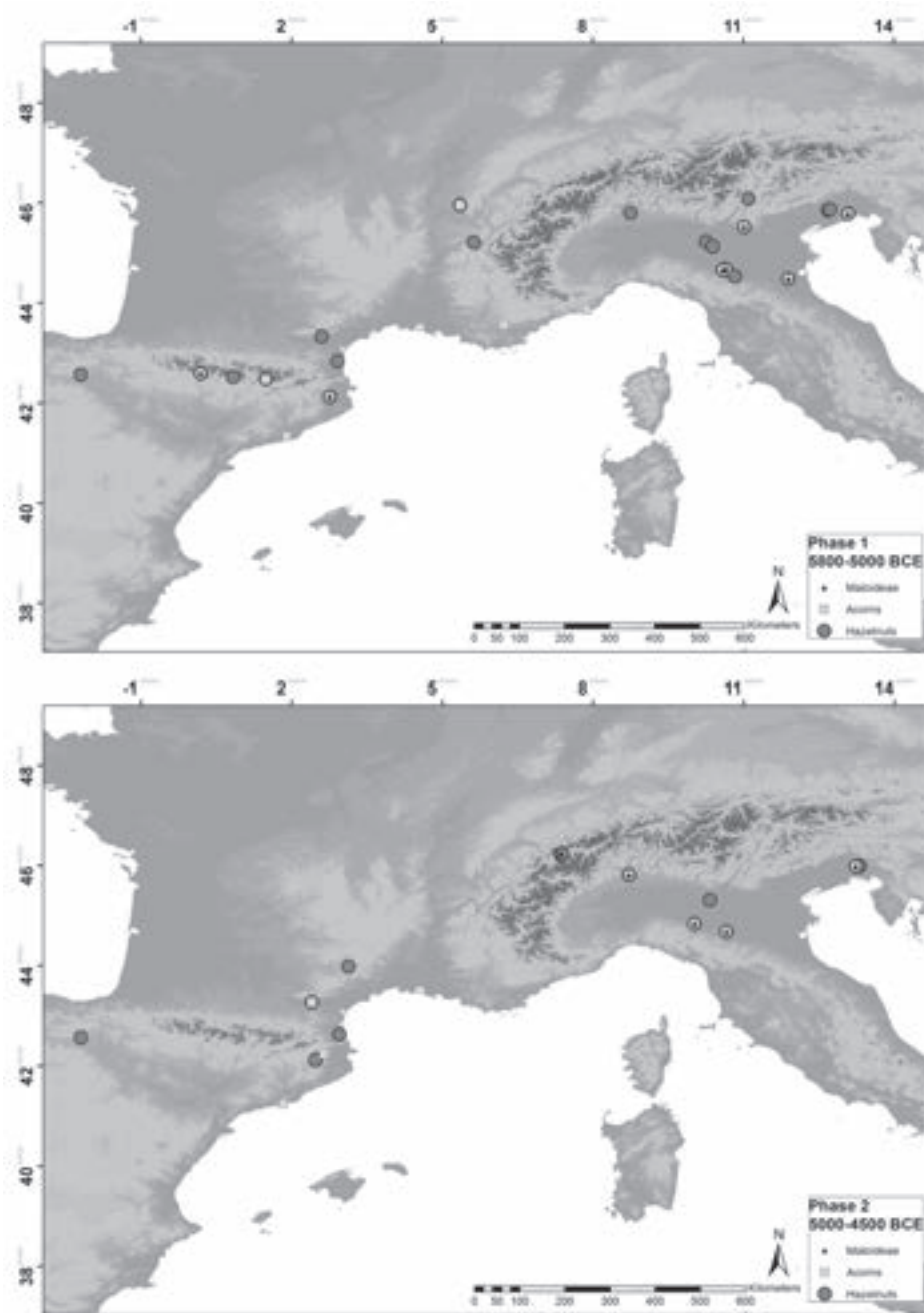 -1 2 5 8 11 14
48
46
44
42
40
38
Phase 1
5800-5000 BCE
Maloideae
Acorns
Hazelnuts
N
0 50 100 200 300 400 500 600 Kilometers
-1 2 5 8 11 14
48
46
44
42
40
38
Phase 2
5000-4500 BCE
Maloideae
Acorns
Hazelnuts
N
0 50 100 200 300 400 500 600 Kilometers